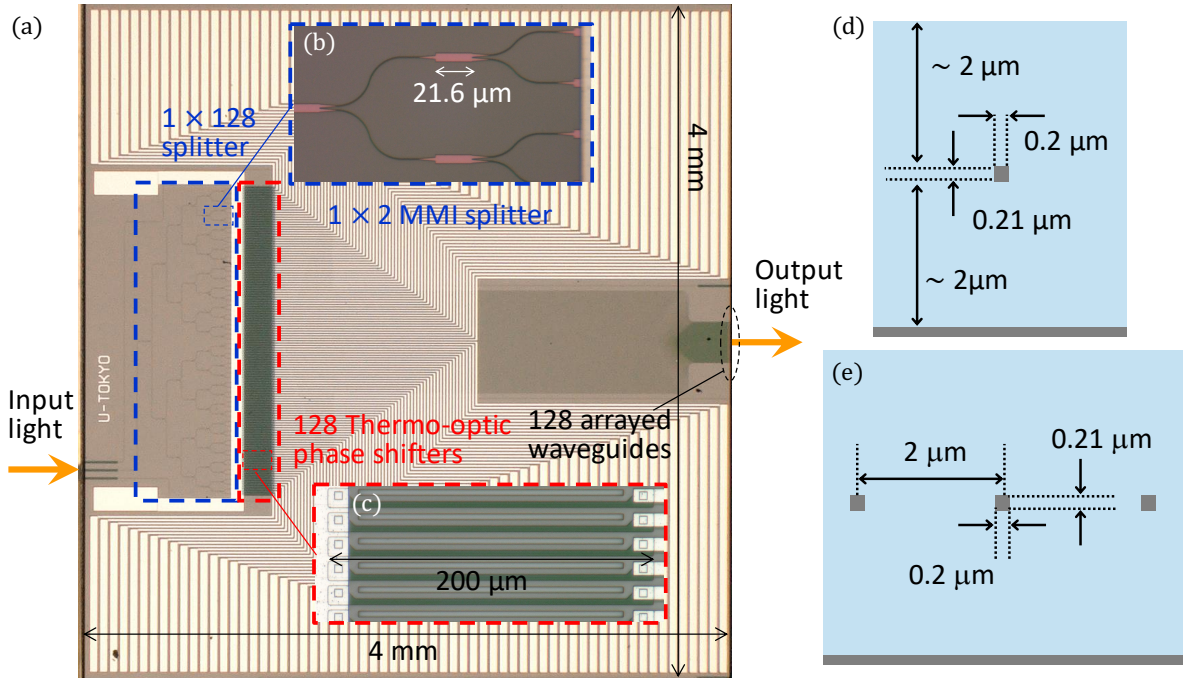 (a)
(b)
21.6 µm
1 × 128
splitter
1 × 2 MMI splitter
4 mm
U-TOKYO
Input
light
Output
light
128 Thermo-optic
phase shifters
128 arrayed
waveguides
(c)
200 µm
4 mm
(d)
~ 2 µm
0.2 µm
0.21 µm
~ 2µm
(e)
2 µm
0.21 µm
0.2 µm